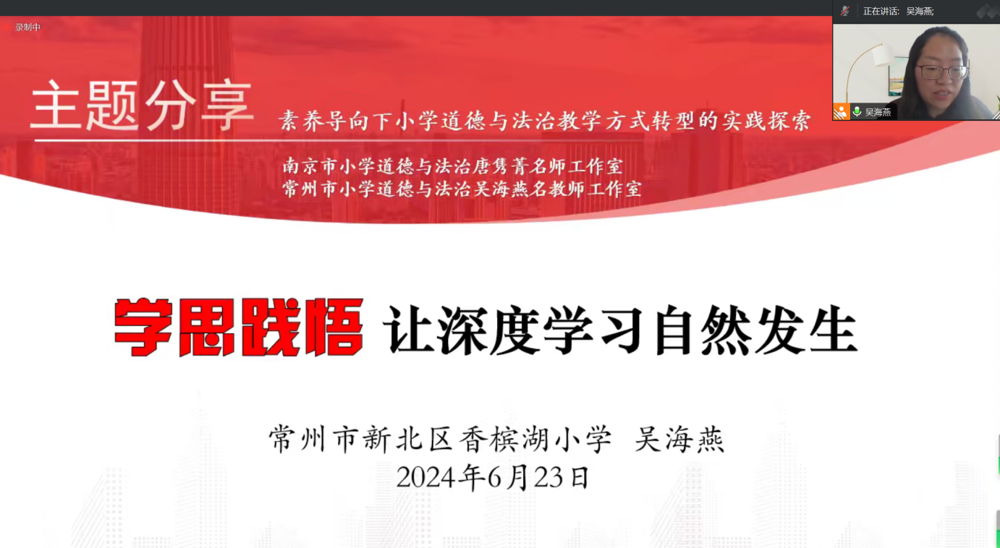 正在讲话: 吴海燕;
录制中
主题分享
素养导向下小学道德与法治教学方式转型的实践探索
吴海燕
南京市小学道德与法治唐隽菁名师工作室
常州市小学道德与法治吴海燕名教师工作室
学思践悟 让深度学习自然发生
常州市新北区香槟湖小学 吴海燕
2024年6月23日